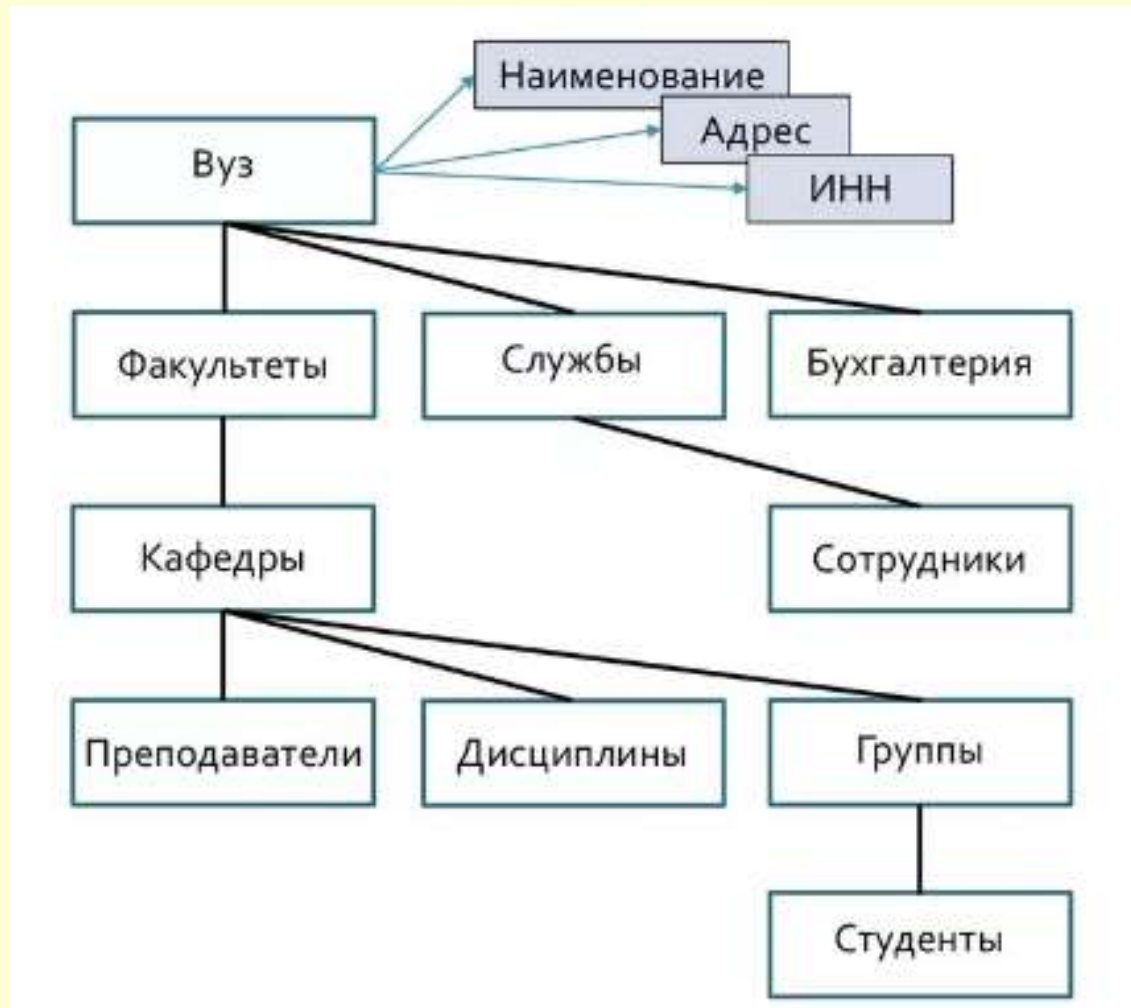 Наименование
Адрес
ИНН
Вуз
Факультеты
Службы
Бухгалтерия
Кафедры
Сотрудники
Преподаватели
Дисциплины
Группы
Студенты